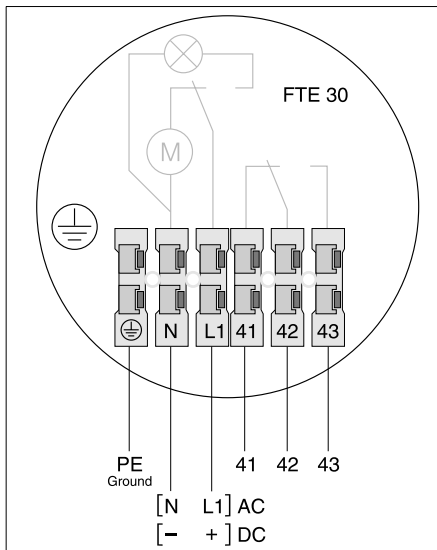 FTE 30
M
N L1 41 42 43
PE 41 42 43
Ground
[N L1] AC
[- +] DC